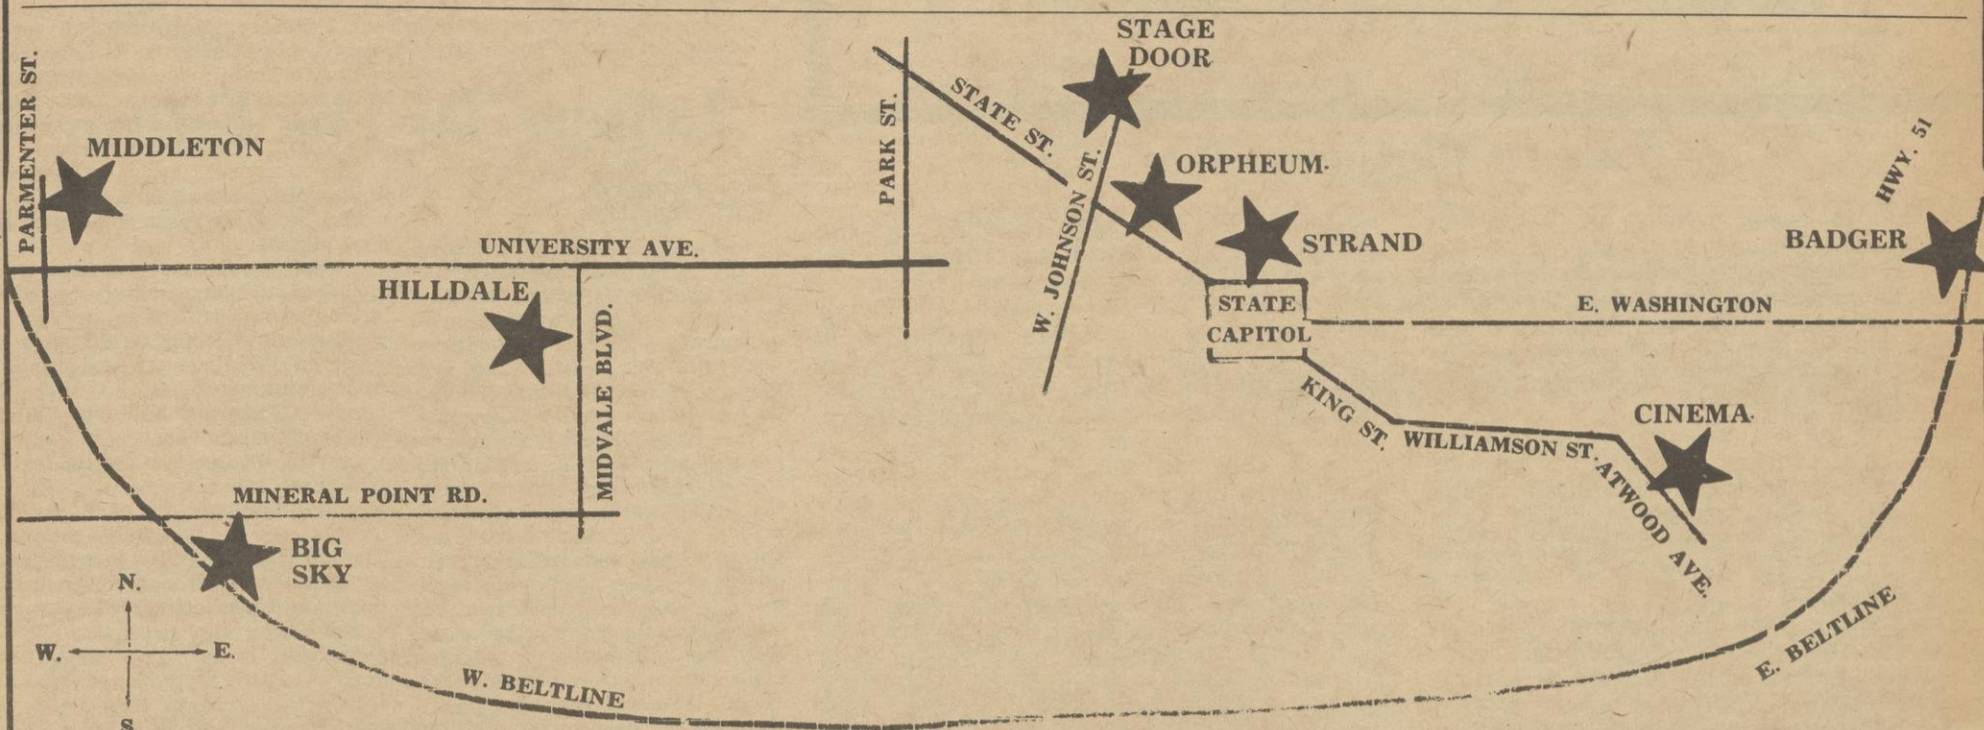 STAGE
DOOR
PARMENTER ST.
MIDDLETON
STATE ST.
PARK ST.
W. JOHNSON ST.
ORPHEUM
HWY. 51
STRAND
BADGER
UNIVERSITY AVE.
HILLDALE
MIDVALE BLVD.
STATE
CAPITOL
E. WASHINGTON
KING ST.
WILLIAMSON ST.
CINEMA
ATWOOD AVE.
MINERAL POINT RD.
BIG
SKY
N.
W. E.
S
W. BELTLINE
E. BELTLINE